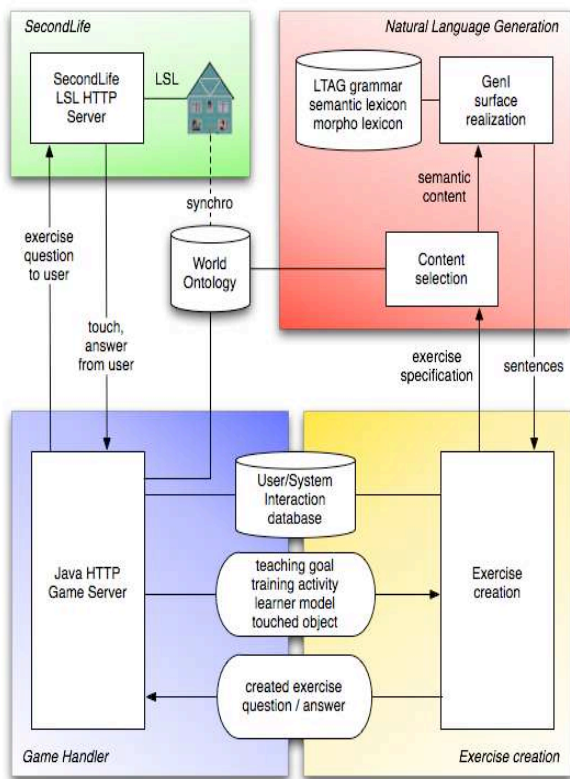 SecondLife
SecondLife
LSL HTTP
Server
LSL
synchro
Natural Language Generation
LTAG grammar
semantic lexicon
morpho lexicon
GenI
surface
realization
semantic
content
Content
selection
World
Ontology
exercise
question
to user
touch,
answer
from user
exercise
specification
sentences
Java HTTP
Game Server
User/System
Interaction
database
teaching goal
training activity
learner model
touched object
created exercise
question / answer
Exercise
creation
Game Handler
Exercise creation